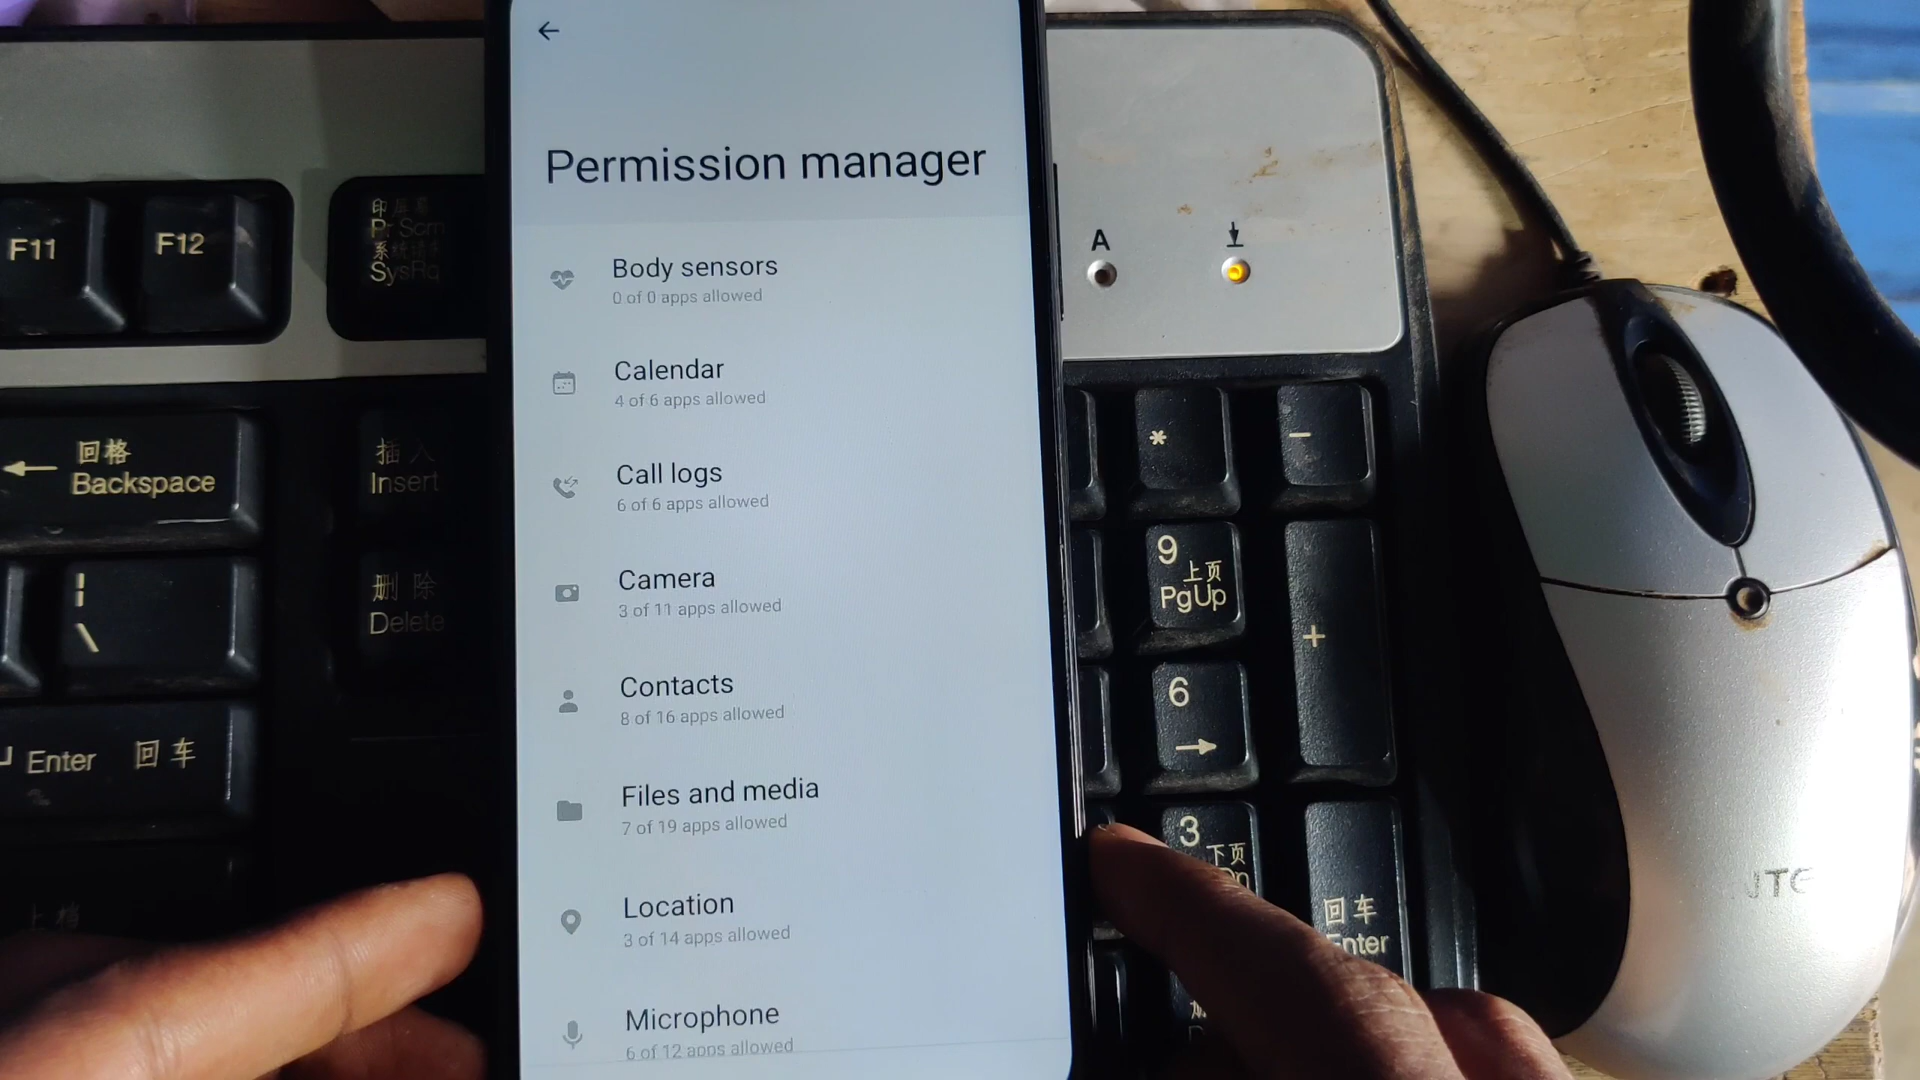 Permission manager
Body sensors
0 of 0 apps allowed
Calendar
4 of 6 apps allowed
Call logs
6 of 6 apps allowed
Camera
3 of 11 apps allowed
Contacts
8 of 16 apps allowed
Files and media
7 of 19 apps allowed
Location
3 of 14 apps allowed
Microphone
6 of 12 apps allowed
F11
F12
SysRq
回格
Backspace
插入
Insert
\
删除
Delete
Enter 回车
上档
A
*
-
9
上页
PgUp
+
6
3
下页
回车
Enter